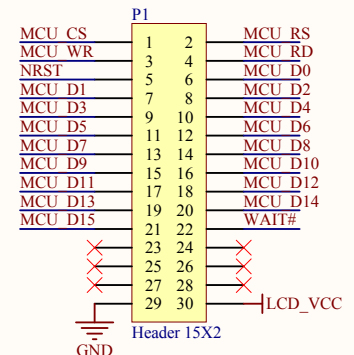 P1
MCU_CS 1 2 MCU_RS
MCU_WR 3 4 MCU_RD
NRST 5 6 MCU_D0
MCU_D1 7 8 MCU_D2
MCU_D3 9 10 MCU_D4
MCU_D5 11 12 MCU_D6
MCU_D7 13 14 MCU_D8
MCU_D9 15 16 MCU_D10
MCU_D11 17 18 MCU_D12
MCU_D13 19 20 MCU_D14
MCU_D15 21 22 WAIT#
23 24
25 26
27 28
29 30 LCD_VCC
Header 15X2
GND